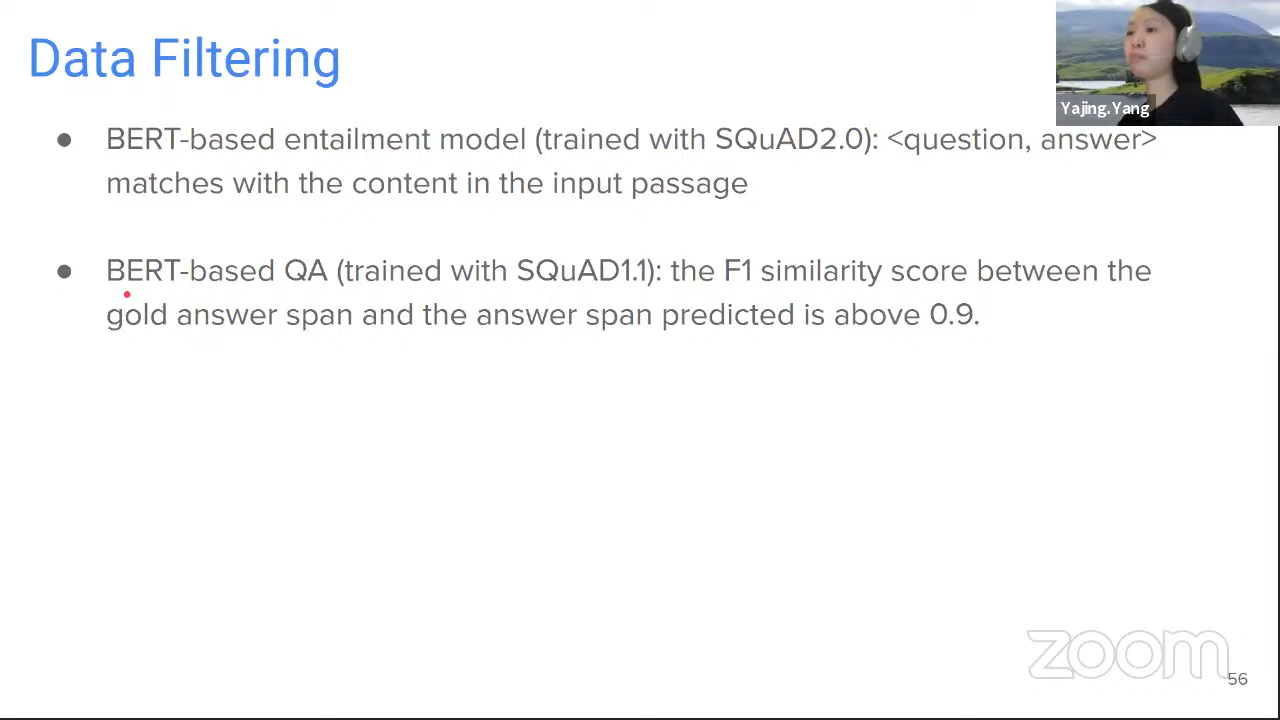 Data Filtering
Yajing.Yang
● BERT-based entailment model (trained with SQuAD2.0): <question, answer>
matches with the content in the input passage
● BERT-based QA (trained with SQuAD1.1): the F1 similarity score between the
gold answer span and the answer span predicted is above 0.9.
zoom
56